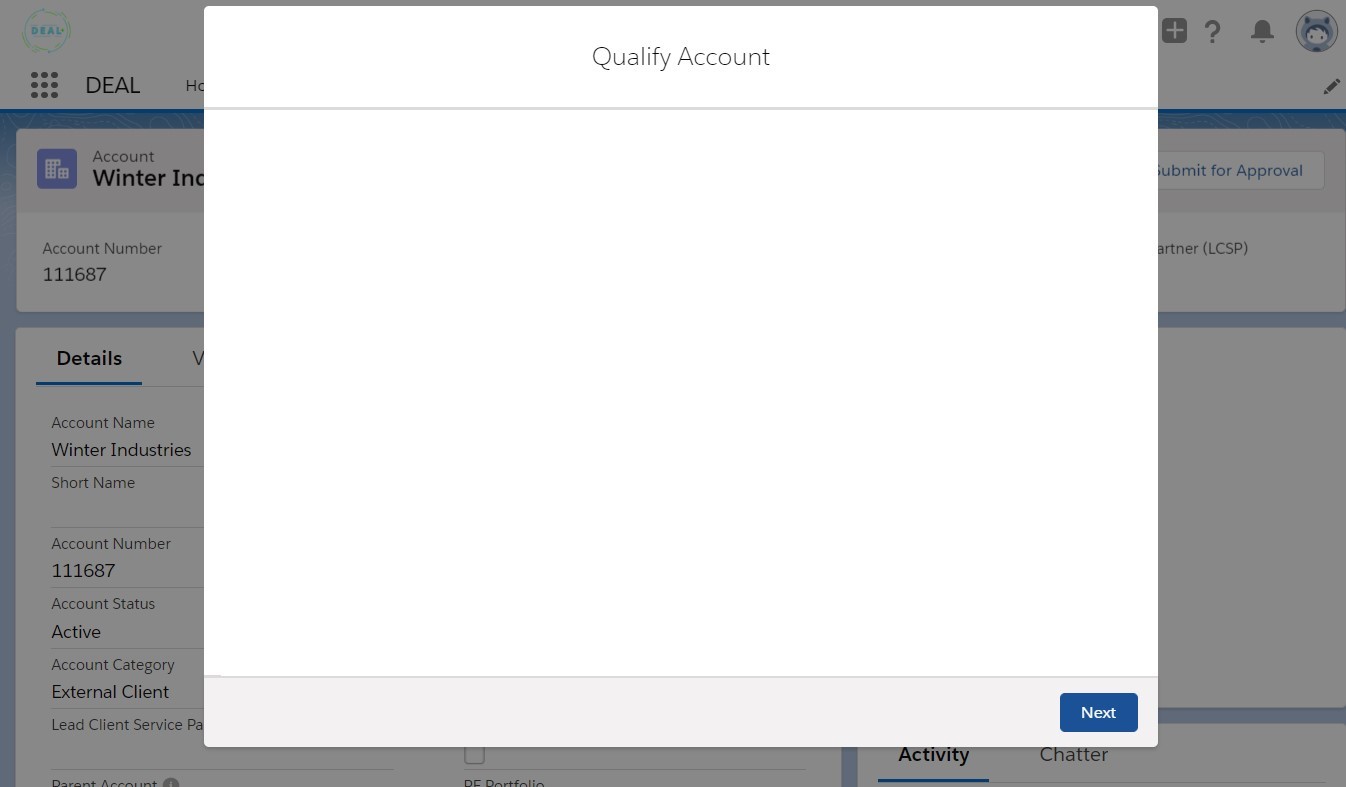 DEAL
Qualify Account
DEAL
Ho
Account
Winter Ind
Submit for Approval
Account Number
111687
artner (LCSP)
Details
V
Account Name
Winter Industries
Short Name
Account Number
111687
Account Status
Active
Account Category
External Client
Lead Client Service Pa
Next
Activity
Chatter
Parent Account
PE Portfolio